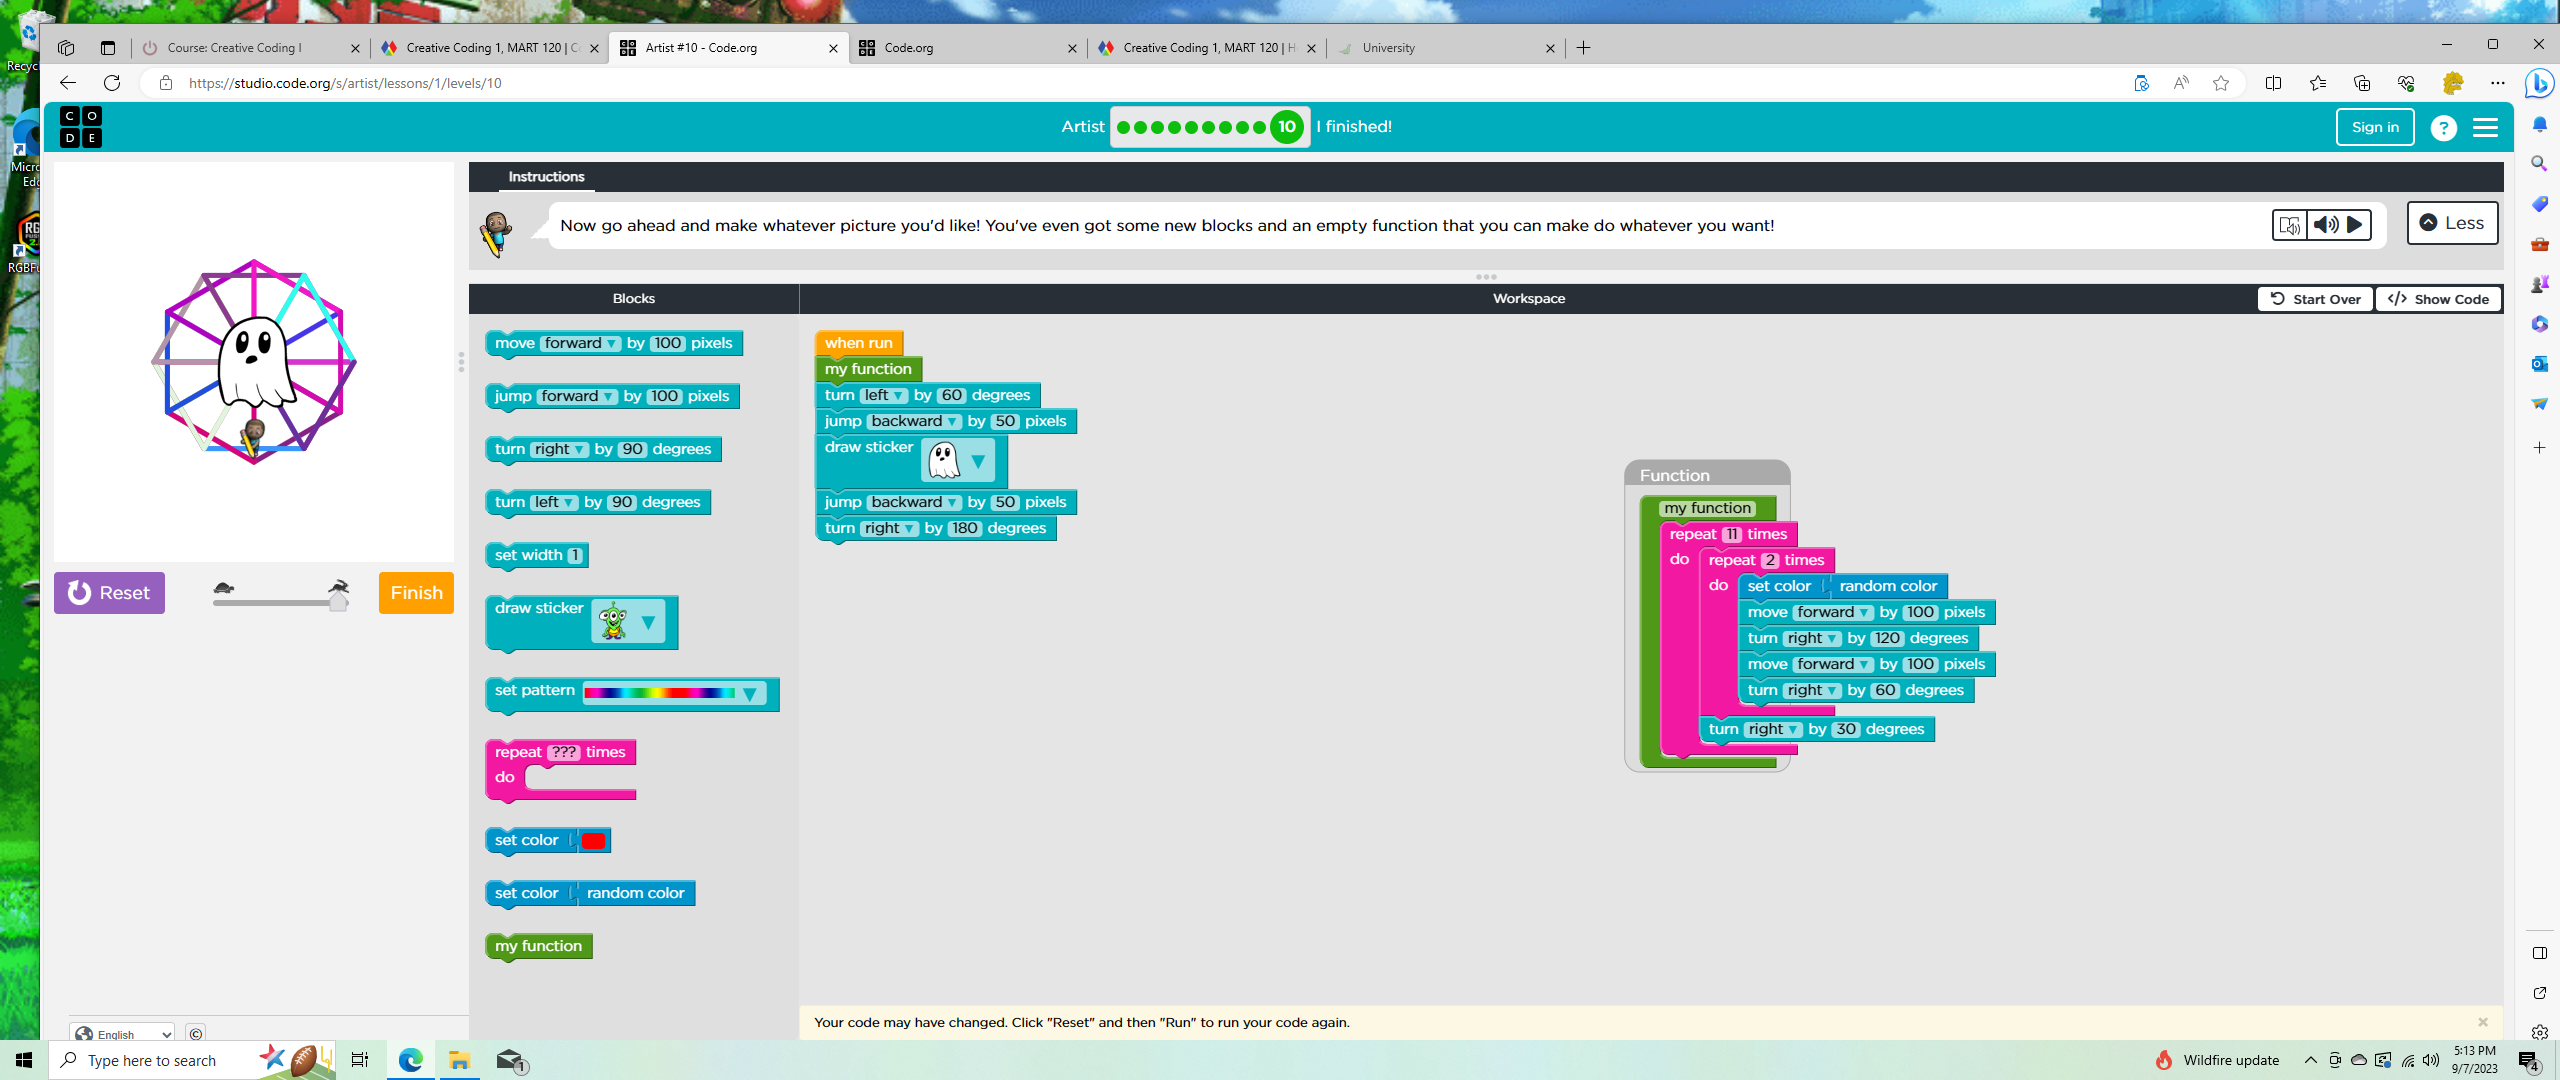 Recyc
Micro
Edg
RGBFu
Course: Creative Coding I
Creative Coding 1, MART 120 | C
Artist #10 - Code.org
Code.org
Creative Coding 1, MART 120 | H
University
https://studio.code.org/s/artist/lessons/1/levels/10
C O
D E
Artist
10
I finished!
Sign in
?
Instructions
Now go ahead and make whatever picture you'd like! You've even got some new blocks and an empty function that you can make do whatever you want!
Less
Blocks
Workspace
Start Over
</> Show Code
Reset
Finish
move forward by 100 pixels
jump forward by 100 pixels
turn right by 90 degrees
turn left by 90 degrees
set width 1
draw sticker
set pattern
repeat ??? times
do
set color
set color random color
my function
when run
my function
turn left by 60 degrees
jump backward by 50 pixels
draw sticker
jump backward by 50 pixels
turn right by 180 degrees
Function
my function
repeat 11 times
do repeat 2 times
do set color random color
move forward by 100 pixels
turn right by 120 degrees
move forward by 100 pixels
turn right by 60 degrees
turn right by 30 degrees
Your code may have changed. Click "Reset" and then "Run" to run your code again.
English
©
Type here to search
1
Wildfire update
5:13 PM
9/7/2023
4